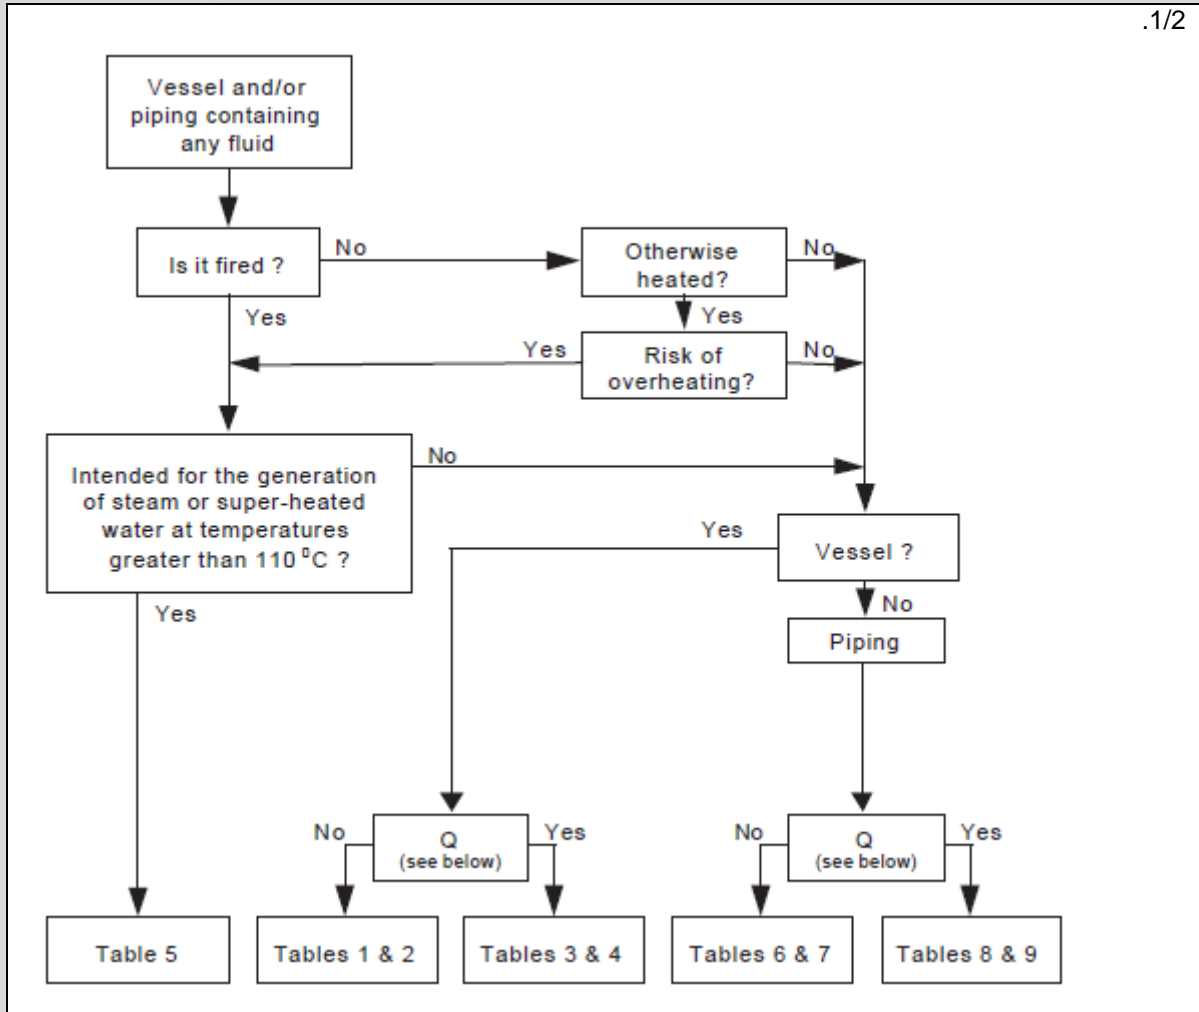 .1/2
Vessel and/or
piping containing
any fluid
Is it fired ?
No
Otherwise
heated?
No
Yes
Yes
Risk of
overheating?
No
Yes
Intended for the generation
of steam or super-heated
water at temperatures
greater than 110 ⁰C ?
No
Yes
Vessel ?
Yes
No
Piping
No
Q
(see below)
Yes
No
Q
(see below)
Yes
Table 5
Tables 1 & 2
Tables 3 & 4
Tables 6 & 7
Tables 8 & 9